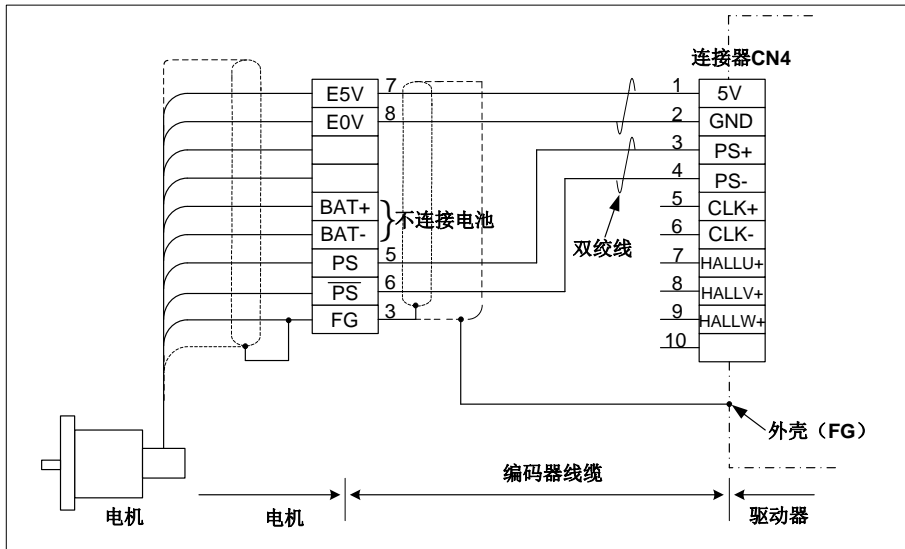 连接器CN4
E5V 7 1 5V
E0V 8 2 GND
3 PS+
4 PS-
BAT+ 5 CLK+
不连接电池
BAT- 6 CLK-
双绞线
PS 5 7 HALLU+
P̅S̅ 6 8 HALLV+
FG 3 9 HALLW+
10
外壳（FG）
编码器线缆
电机 电机 驱动器